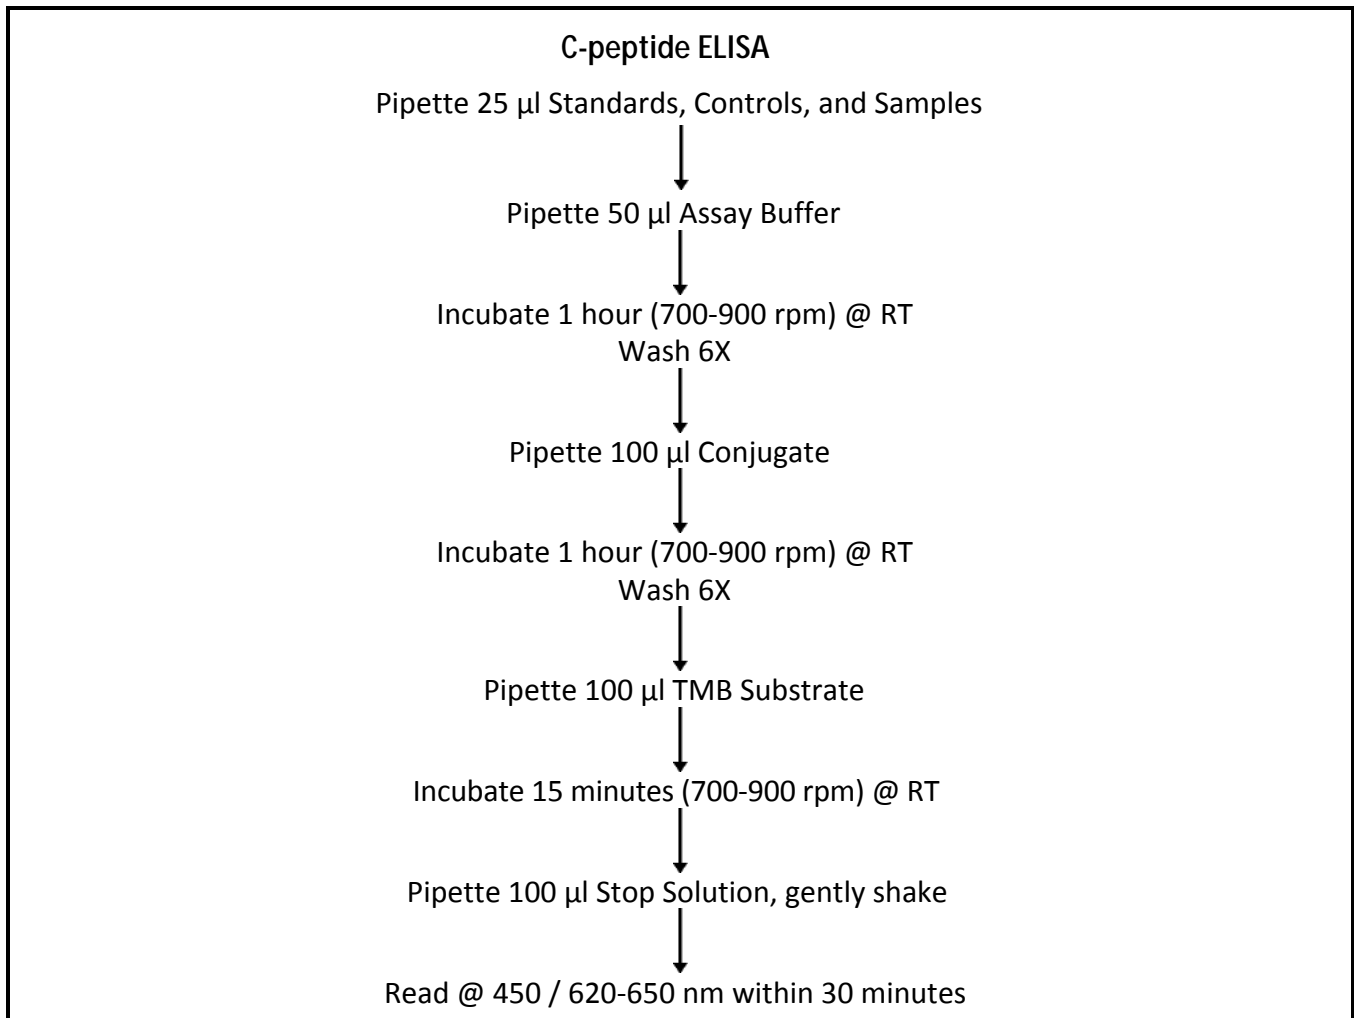 C-peptide ELISA
Pipette 25 µl Standards, Controls, and Samples
Pipette 50 µl Assay Buffer
Incubate 1 hour (700-900 rpm) @ RT
Wash 6X
Pipette 100 µl Conjugate
Incubate 1 hour (700-900 rpm) @ RT
Wash 6X
Pipette 100 µl TMB Substrate
Incubate 15 minutes (700-900 rpm) @ RT
Pipette 100 µl Stop Solution, gently shake
Read @ 450 / 620-650 nm within 30 minutes